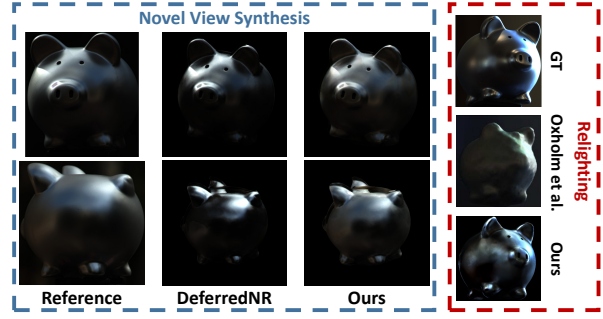 Novel View Synthesis
Reference
DeferredNR
Ours
GT
Oxholm et al.
Ours
Relighting